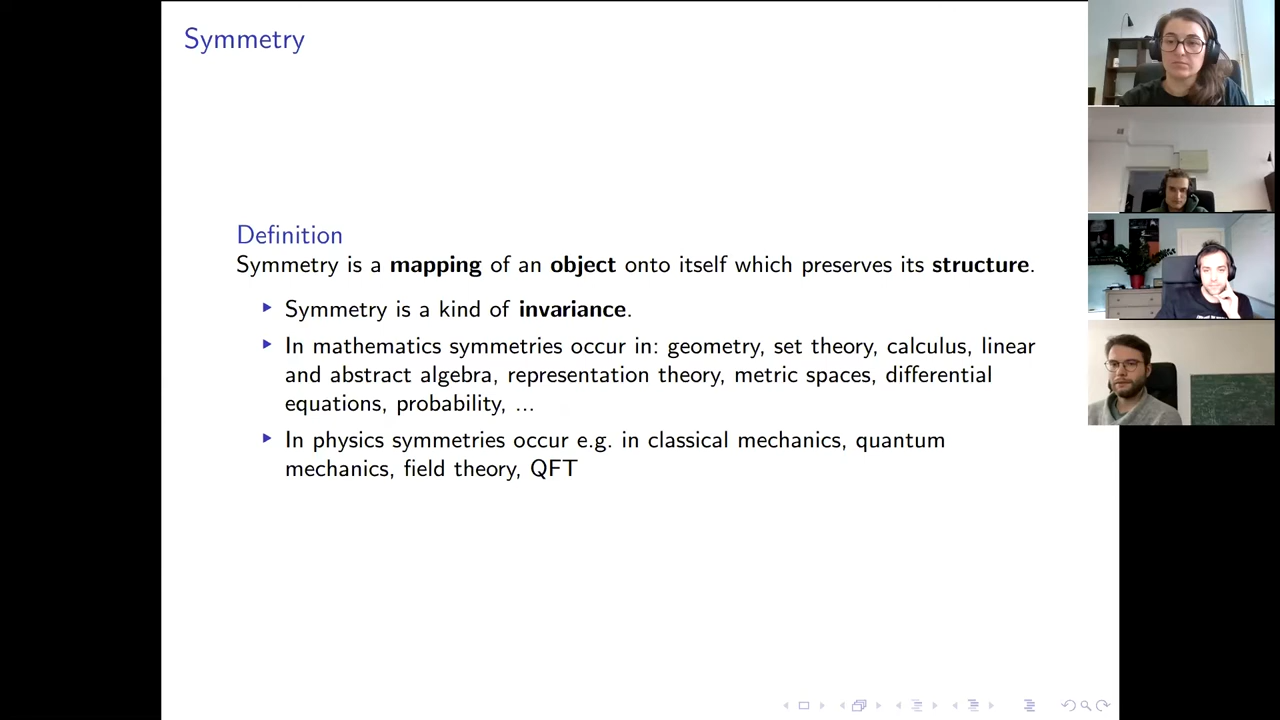 Symmetry
Definition
Symmetry is a mapping of an object onto itself which preserves its structure.
Symmetry is a kind of invariance.
In mathematics symmetries occur in: geometry, set theory, calculus, linear
and abstract algebra, representation theory, metric spaces, differential
equations, probability, ...
In physics symmetries occur e.g. in classical mechanics, quantum
mechanics, field theory, QFT